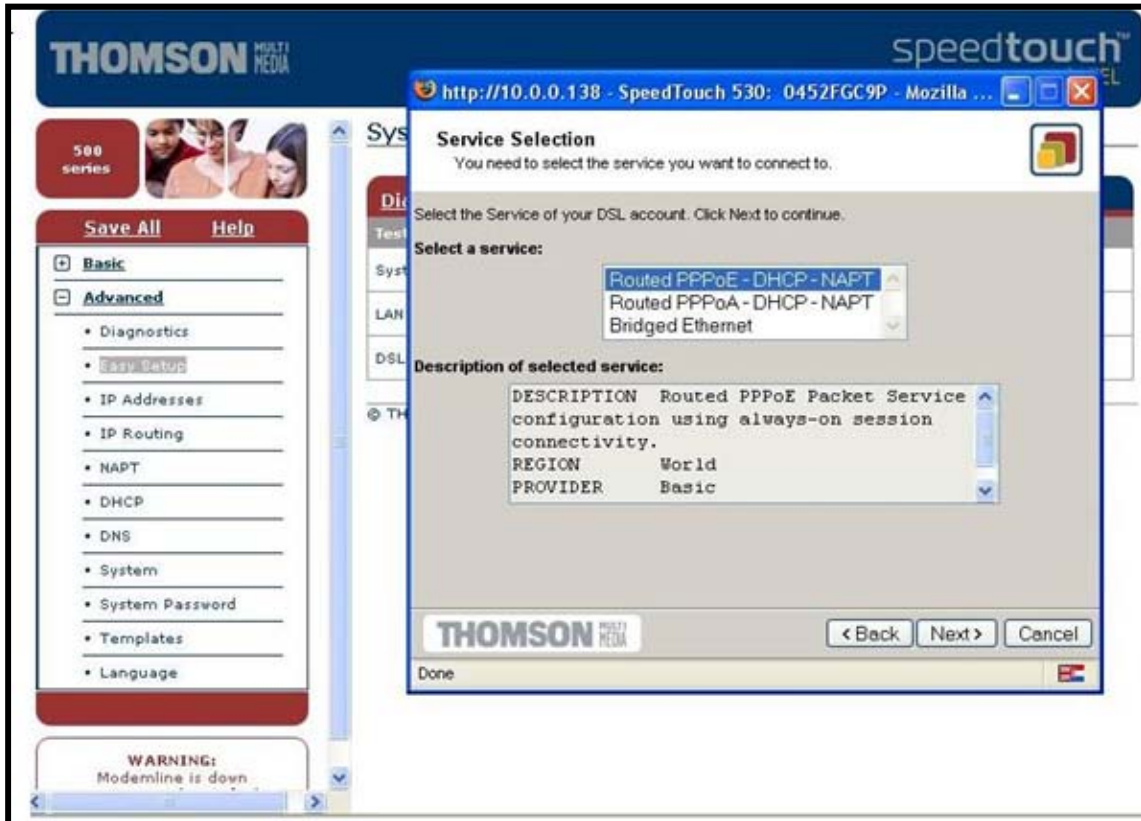 THOMSON MULTI MEDIA
speedtouch™
EL
500 series
Save All Help
Basic
Advanced
• Diagnostics
• Easy Setup
• IP Addresses
• IP Routing
• NAPT
• DHCP
• DNS
• System
• System Password
• Templates
• Language
WARNING:
Modemline is down
Sys
Dia
Test
Syst
LAN
DSL
© TH
http://10.0.0.138 - SpeedTouch 530: 0452FGC9P - Mozilla ...
Service Selection
You need to select the service you want to connect to.
Select the Service of your DSL account. Click Next to continue.
Select a service:
Routed PPPoE - DHCP - NAPT
Routed PPPoA - DHCP - NAPT
Bridged Ethernet
Description of selected service:
DESCRIPTION Routed PPPoE Packet Service
configuration using always-on session
connectivity.
REGION World
PROVIDER Basic
THOMSON MULTI MEDIA
< Back Next > Cancel
Done